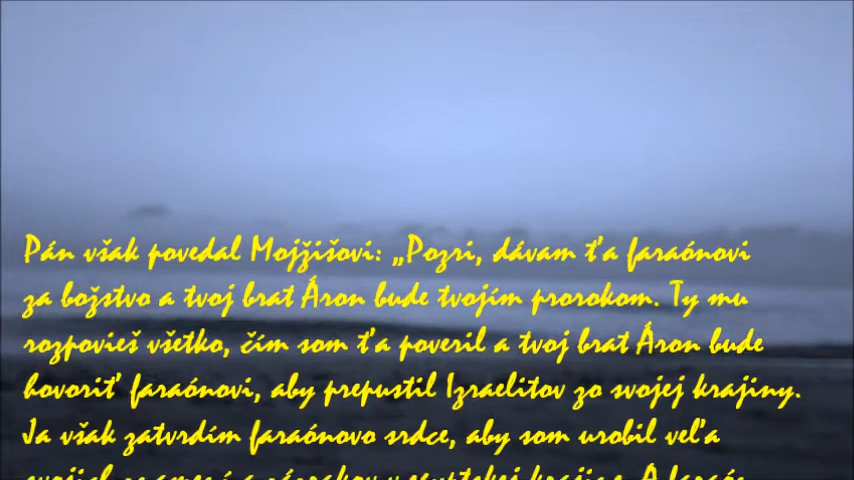 Pán však povedal Mojžišovi: „Pozri, dávam ťa faraónovi
za božstvo a tvoj brat Áron bude tvojím prorokom. Ty mu
rozpovieš všetko, čím som ťa poveril a tvoj brat Áron bude
hovoriť faraónovi, aby prepustil Izraelitov zo svojej krajiny.
Ja však zatvrdím faraónovo srdce, aby som urobil veľa